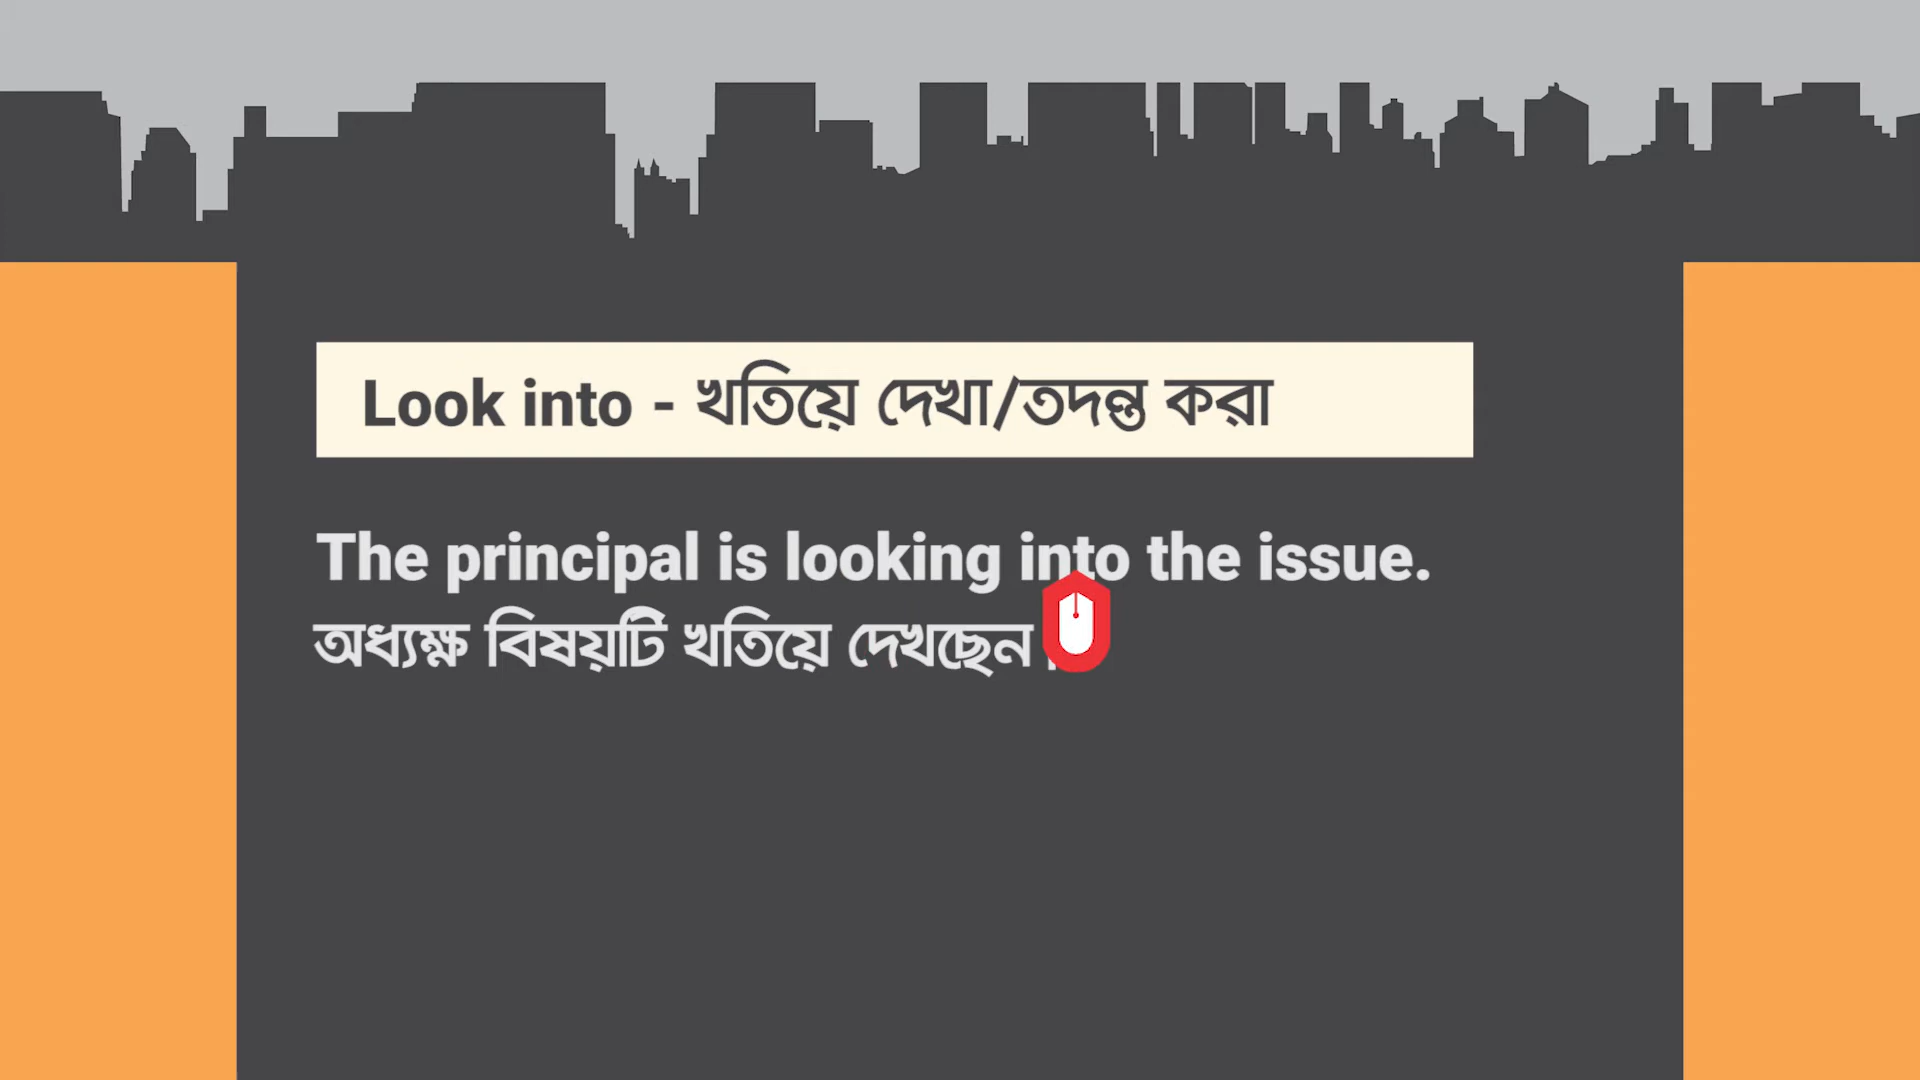 Look into - খতিয়ে দেখা/তদন্ত করা
The principal is looking into the issue.
অধ্যক্ষ বিষয়টি খতিয়ে দেখছেন।